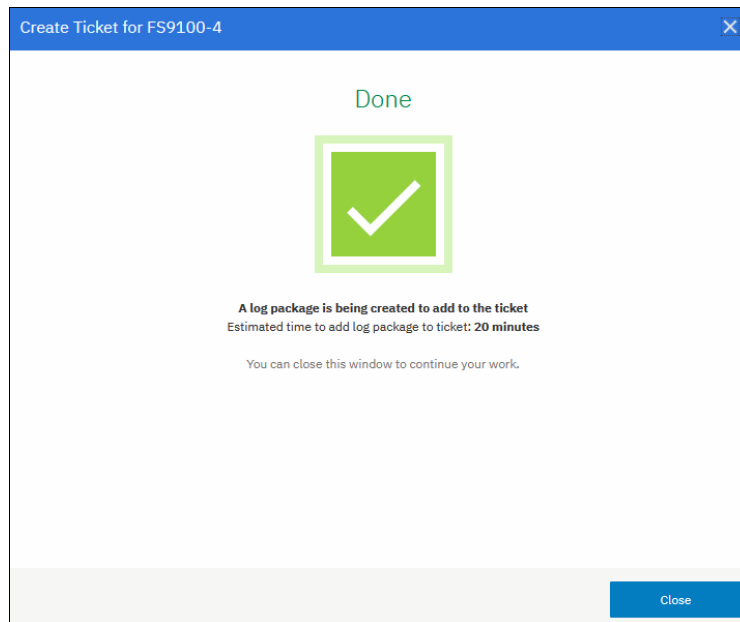 Create Ticket for FS9100-4
Done
A log package is being created to add to the ticket
Estimated time to add log package to ticket: 20 minutes
You can close this window to continue your work.
Close